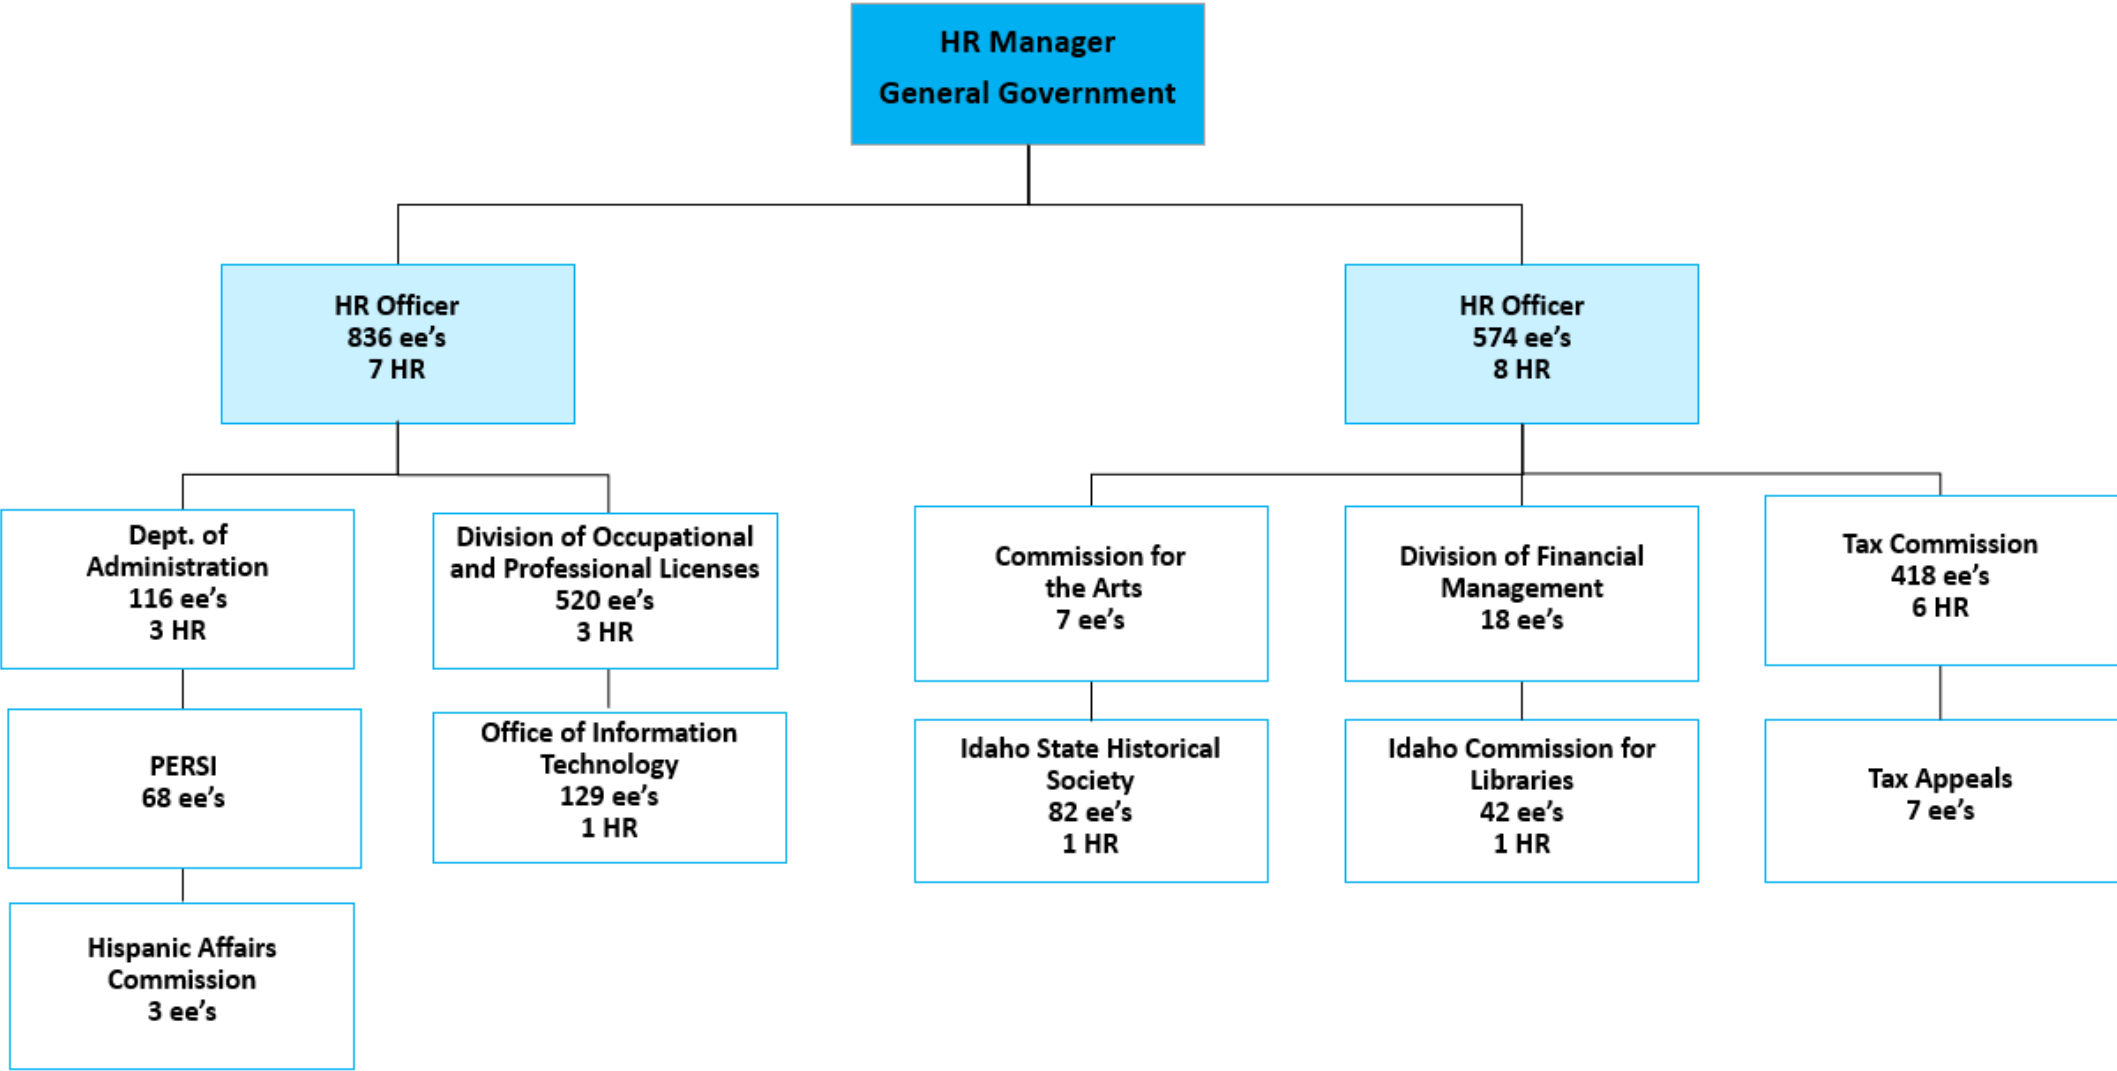 HR Manager
General Government
HR Officer
836 ee’s
7 HR
HR Officer
574 ee’s
8 HR
Dept. of
Administration
116 ee’s
3 HR
Division of Occupational
and Professional Licenses
520 ee’s
3 HR
Commission for
the Arts
7 ee’s
Division of Financial
Management
18 ee’s
Tax Commission
418 ee’s
6 HR
PERSI
68 ee’s
Office of Information
Technology
129 ee’s
1 HR
Idaho State Historical
Society
82 ee’s
1 HR
Idaho Commission for
Libraries
42 ee’s
1 HR
Tax Appeals
7 ee’s
Hispanic Affairs
Commission
3 ee’s